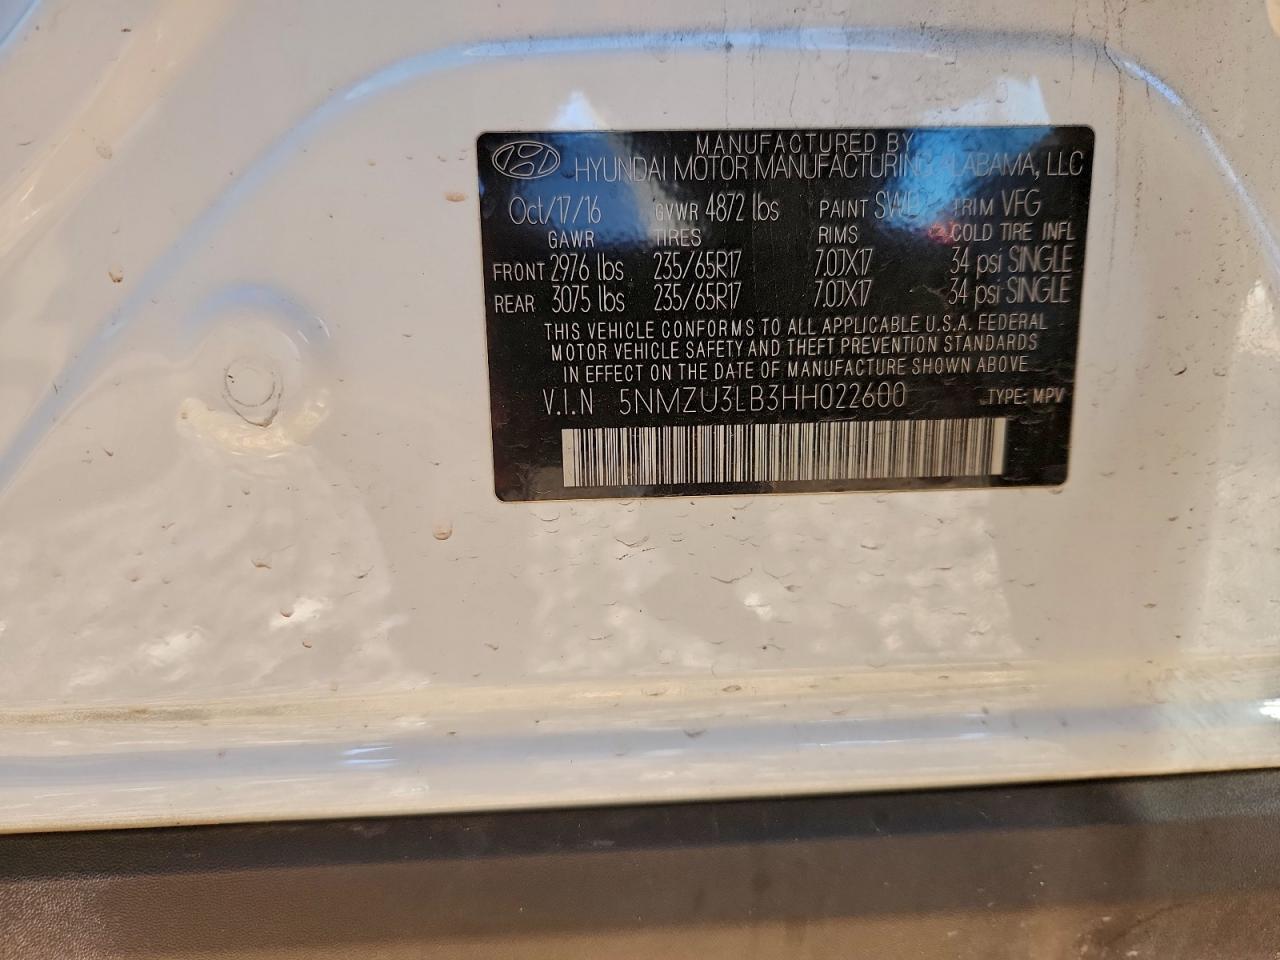 MANUFACTURED BY
HYUNDAI MOTOR MANUFACTURING ALABAMA, LLC
Oct/17/16 GVWR 4872 lbs PAINT TRIM VFG
GAWR TIRES RIMS COLD TIRE INFL
FRONT 2976 lbs 235/65R17 7.0JX17 34 psi SINGLE
REAR 3075 lbs 235/65R17 7.0JX17 34 psi SINGLE
THIS VEHICLE CONFORMS TO ALL APPLICABLE U.S.A. FEDERAL
MOTOR VEHICLE SAFETY AND THEFT PREVENTION STANDARDS
IN EFFECT ON THE DATE OF MANUFACTURE SHOWN ABOVE
V.I.N 5NMZU3LB3HH022600 TYPE: MPV